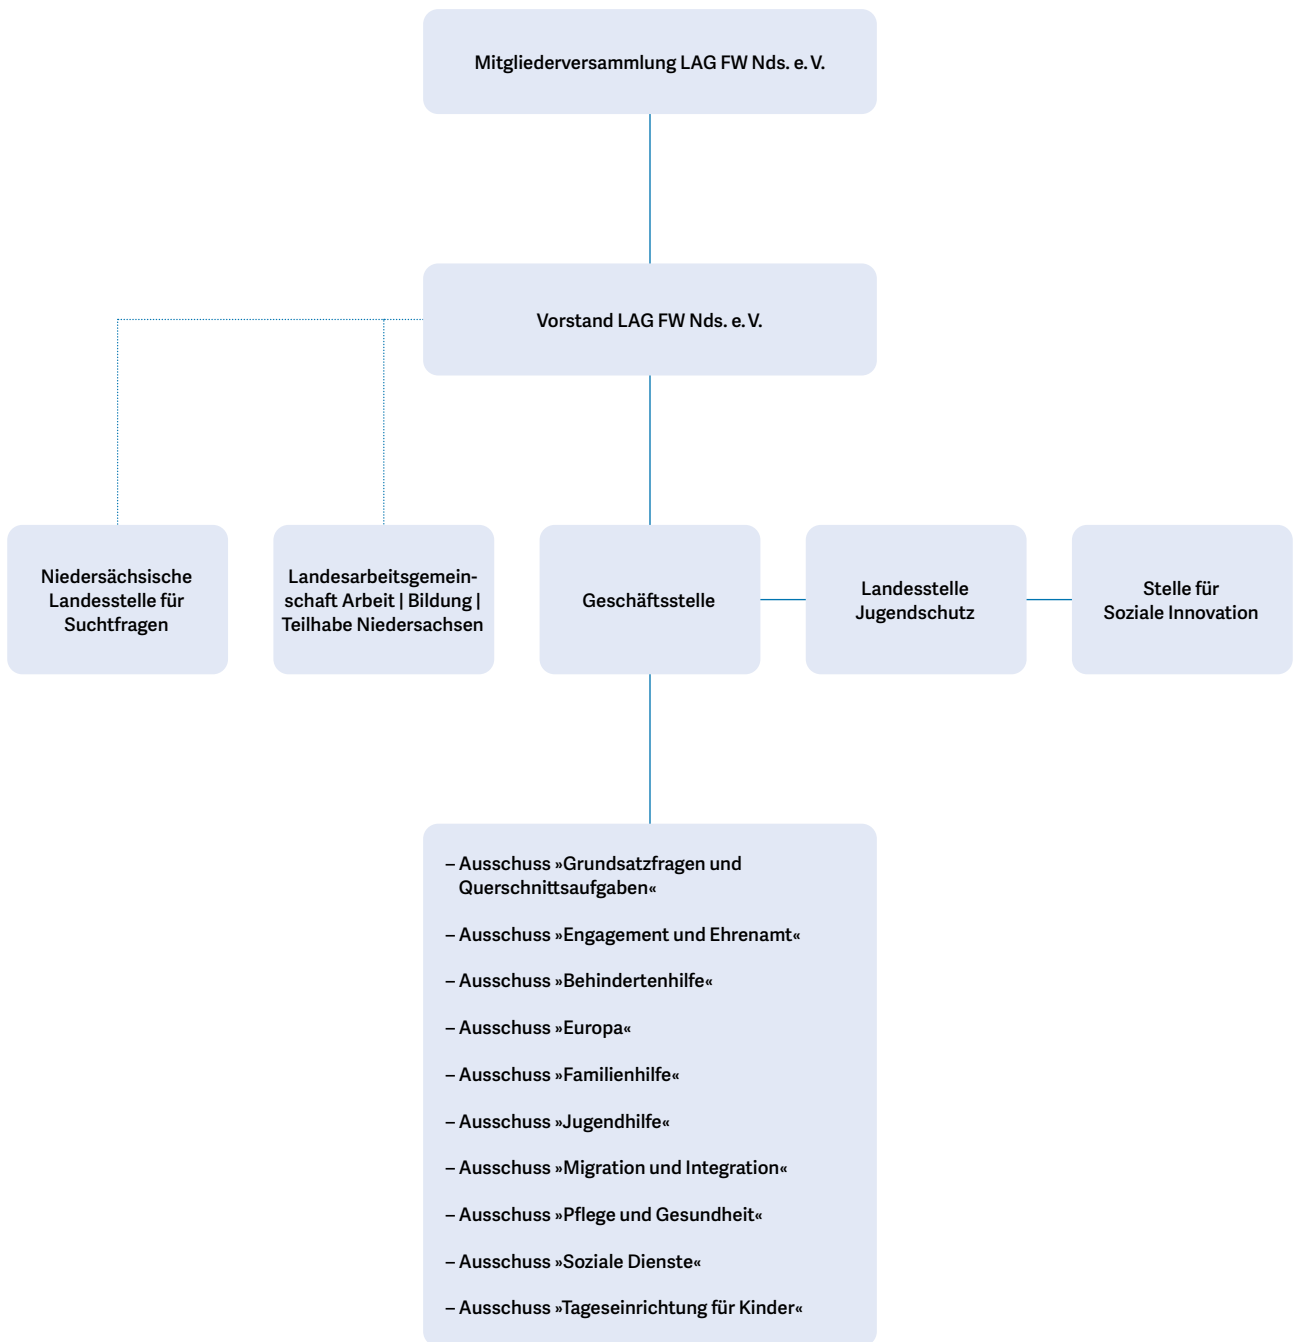 Mitgliederversammlung LAG FW Nds. e. V.
Vorstand LAG FW Nds. e. V.
Niedersächsische
Landesstelle für
Suchtfragen
Landesarbeitsgemein-
schaft Arbeit | Bildung |
Teilhabe Niedersachsen
Geschäftsstelle
Landesstelle
Jugendschutz
Stelle für
Soziale Innovation
– Ausschuss »Grundsatzfragen und
Querschnittsaufgaben«
– Ausschuss »Engagement und Ehrenamt«
– Ausschuss »Behindertenhilfe«
– Ausschuss »Europa«
– Ausschuss »Familienhilfe«
– Ausschuss »Jugendhilfe«
– Ausschuss »Migration und Integration«
– Ausschuss »Pflege und Gesundheit«
– Ausschuss »Soziale Dienste«
– Ausschuss »Tageseinrichtung für Kinder«